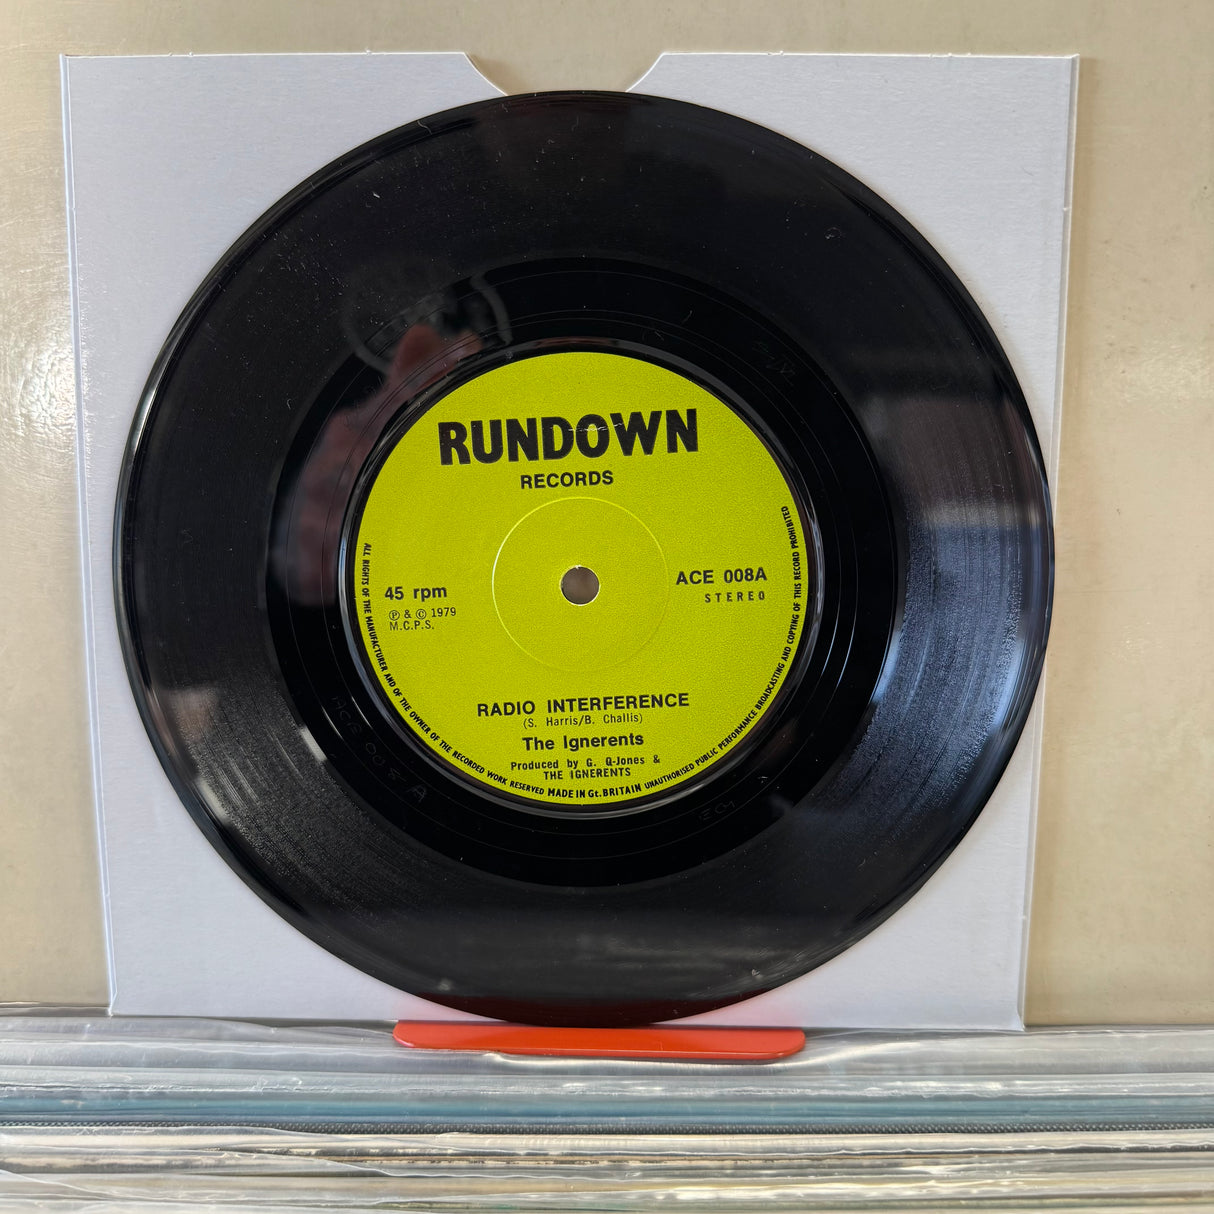 RUNDOWN
RECORDS
45 rpm
Ⓟ & © 1979
M.C.P.S.
ACE 008A
STEREO
RADIO INTERFERENCE
(S. Harris/B. Challis)
The Ignerents
Produced by G. Q-Jones &
THE IGNERENTS
ALL RIGHTS OF THE MANUFACTURER AND OF THE OWNER OF THE RECORDED WORK RESERVED MADE IN Gt. BRITAIN UNAUTHORISED PUBLIC PERFORMANCE BROADCASTING AND COPYING OF THIS RECORD PROHIBITED
ACE 008 A